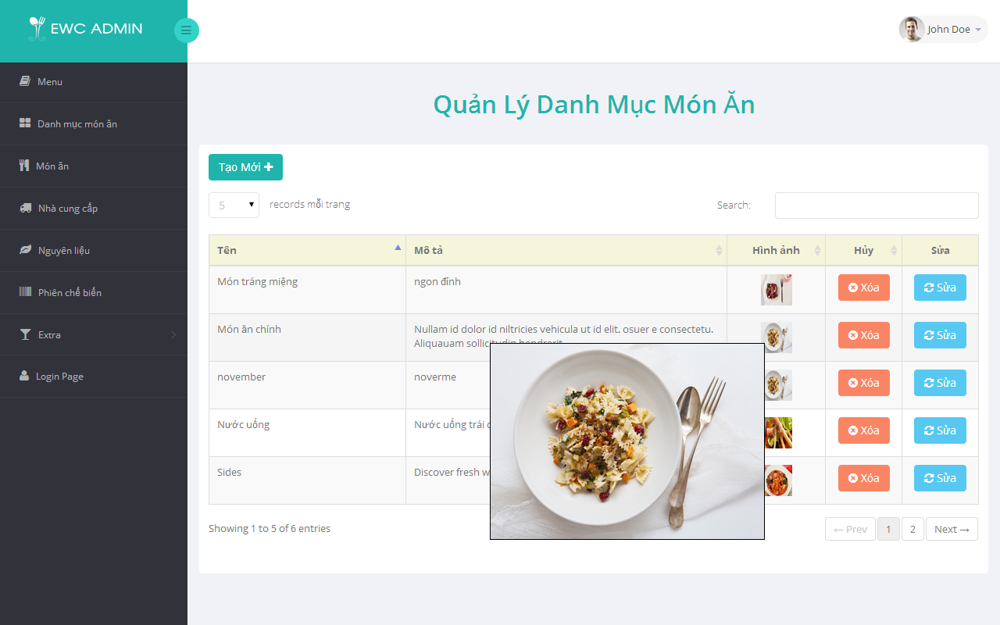 EWC ADMIN
John Doe
Menu
Danh mục món ăn
Món ăn
Nhà cung cấp
Nguyên liệu
Phiên chế biến
Extra
Login Page
Quản Lý Danh Mục Món Ăn
Tạo Mới
5 records mỗi trang
Search:
Tên Mô tả Hình ảnh Hủy Sửa
Món tráng miệng ngon đỉnh Xóa Sửa
Món ăn chính Nullam id dolor id niltricies vehicula ut id elit. osuer e consectetu. Xóa Sửa
Aliquauam sollicitudin hendrerit
november noverme Xóa Sửa
Nước uống Nước uống trái Xóa Sửa
Sides Discover fresh Xóa Sửa
Showing 1 to 5 of 6 entries
← Prev 1 2 Next →